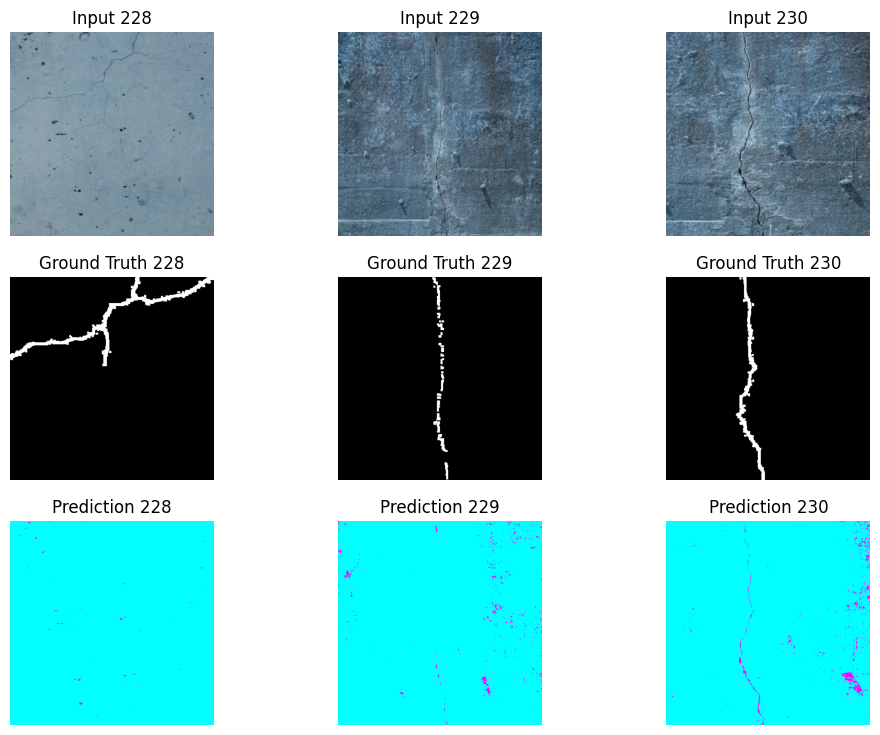 Input 228
Input 229
Input 230
Ground Truth 228
Ground Truth 229
Ground Truth 230
Prediction 228
Prediction 229
Prediction 230